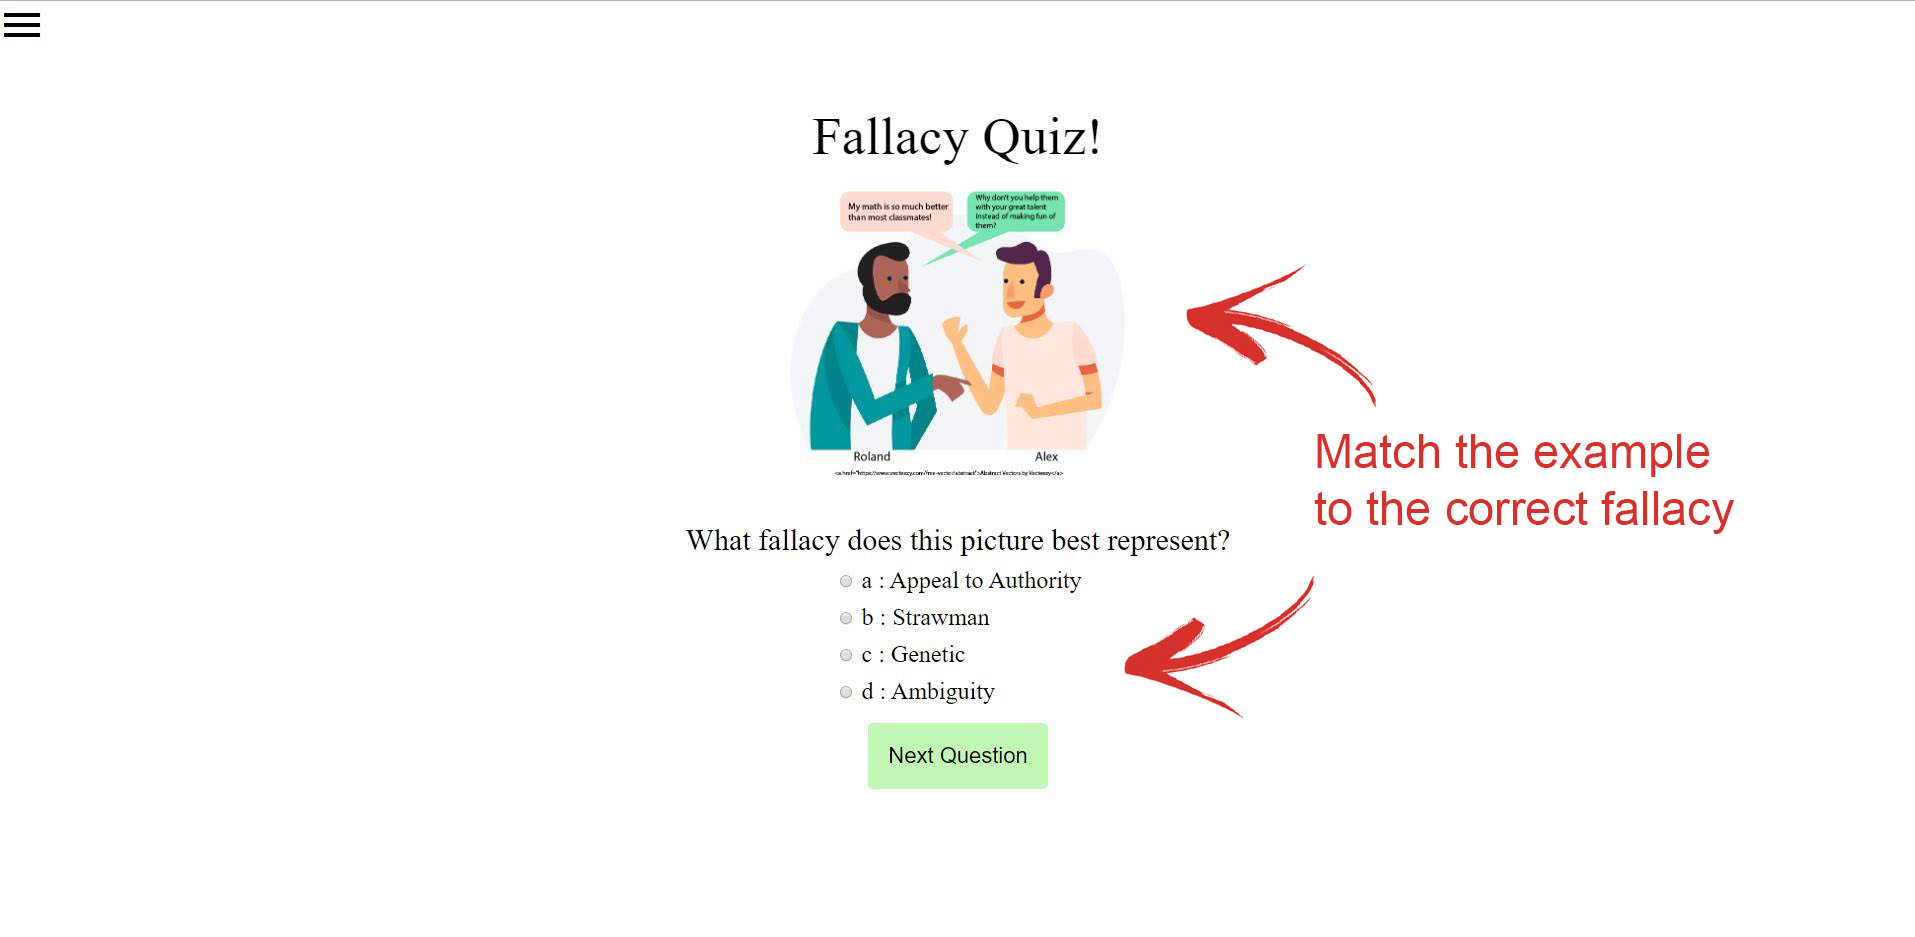 Fallacy Quiz!
My math is so much better
than most classmates!
Why don't you help them
with your great talent
instead of making fun of
them?
Roland
Alex
<a href="https://www.vecteezy.com/free-vector/abstract">Abstract Vectors by Vecteezy</a>
Match the example
to the correct fallacy
What fallacy does this picture best represent?
a : Appeal to Authority
b : Strawman
c : Genetic
d : Ambiguity
Next Question